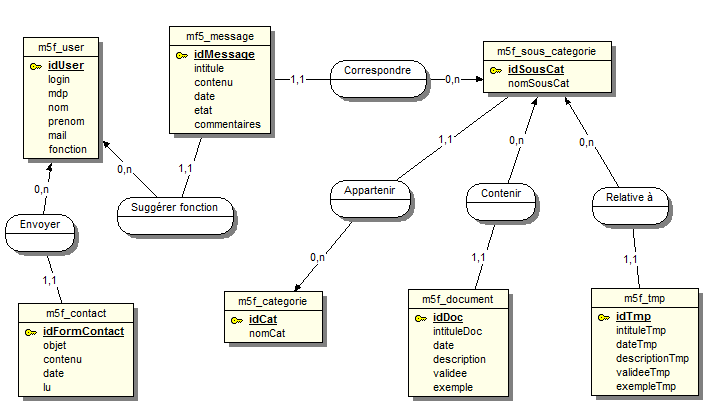 m5f_user
idUser
login
mdp
nom
prenom
mail
fonction
mf5_message
idMessage
intitule
contenu
date
etat
commentaires
1,1
Correspondre
0,n
m5f_sous_categorie
idSousCat
nomSousCat
0,n
0,n
1,1
1,1
0,n
0,n
Envoyer
Suggérer fonction
Appartenir
Contenir
Relative à
1,1
0,n
1,1
1,1
m5f_contact
idFormContact
objet
contenu
date
lu
m5f_categorie
idCat
nomCat
m5f_document
idDoc
intituleDoc
date
description
validee
exemple
m5f_tmp
idTmp
intituleTmp
dateTmp
descriptionTmp
valideeTmp
exempleTmp